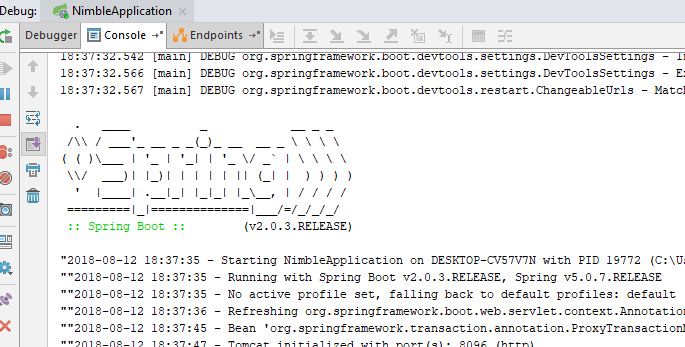 Debug: NimbleApplication ×
Debugger Console Endpoints
18:37:32.542 [main] DEBUG org.springframework.boot.devtools.settings.DevToolsSettings - I
18:37:32.566 [main] DEBUG org.springframework.boot.devtools.settings.DevToolsSettings - Ex
18:37:32.567 [main] DEBUG org.springframework.boot.devtools.restart.ChangeableUrls - Match
  .   ____          _            __ _ _
 /\\ / ___'_ __ _ _(_)_ __  __ _ \ \ \ \
( ( )\___ | '_ | '_| | '_ \/ _` | \ \ \ \
 \\/  ___)| |_)| | | | | || (_| |  ) ) ) )
  '  |____| .__|_| |_|_| |_\__, | / / / /
 =========|_|==============|___/=/_/_/_/
 :: Spring Boot ::        (v2.0.3.RELEASE)
"2018-08-12 18:37:35 - Starting NimbleApplication on DESKTOP-CV57V7N with PID 19772 (C:\Us
""2018-08-12 18:37:35 - Running with Spring Boot v2.0.3.RELEASE, Spring v5.0.7.RELEASE
""2018-08-12 18:37:35 - No active profile set, falling back to default profiles: default
""2018-08-12 18:37:36 - Refreshing org.springframework.boot.web.servlet.context.Annotation
""2018-08-12 18:37:45 - Bean 'org.springframework.transaction.annotation.ProxyTransactionM
""2018-08-12 18:37:47 - Tomcat initialized with port(s): 8096 (http)